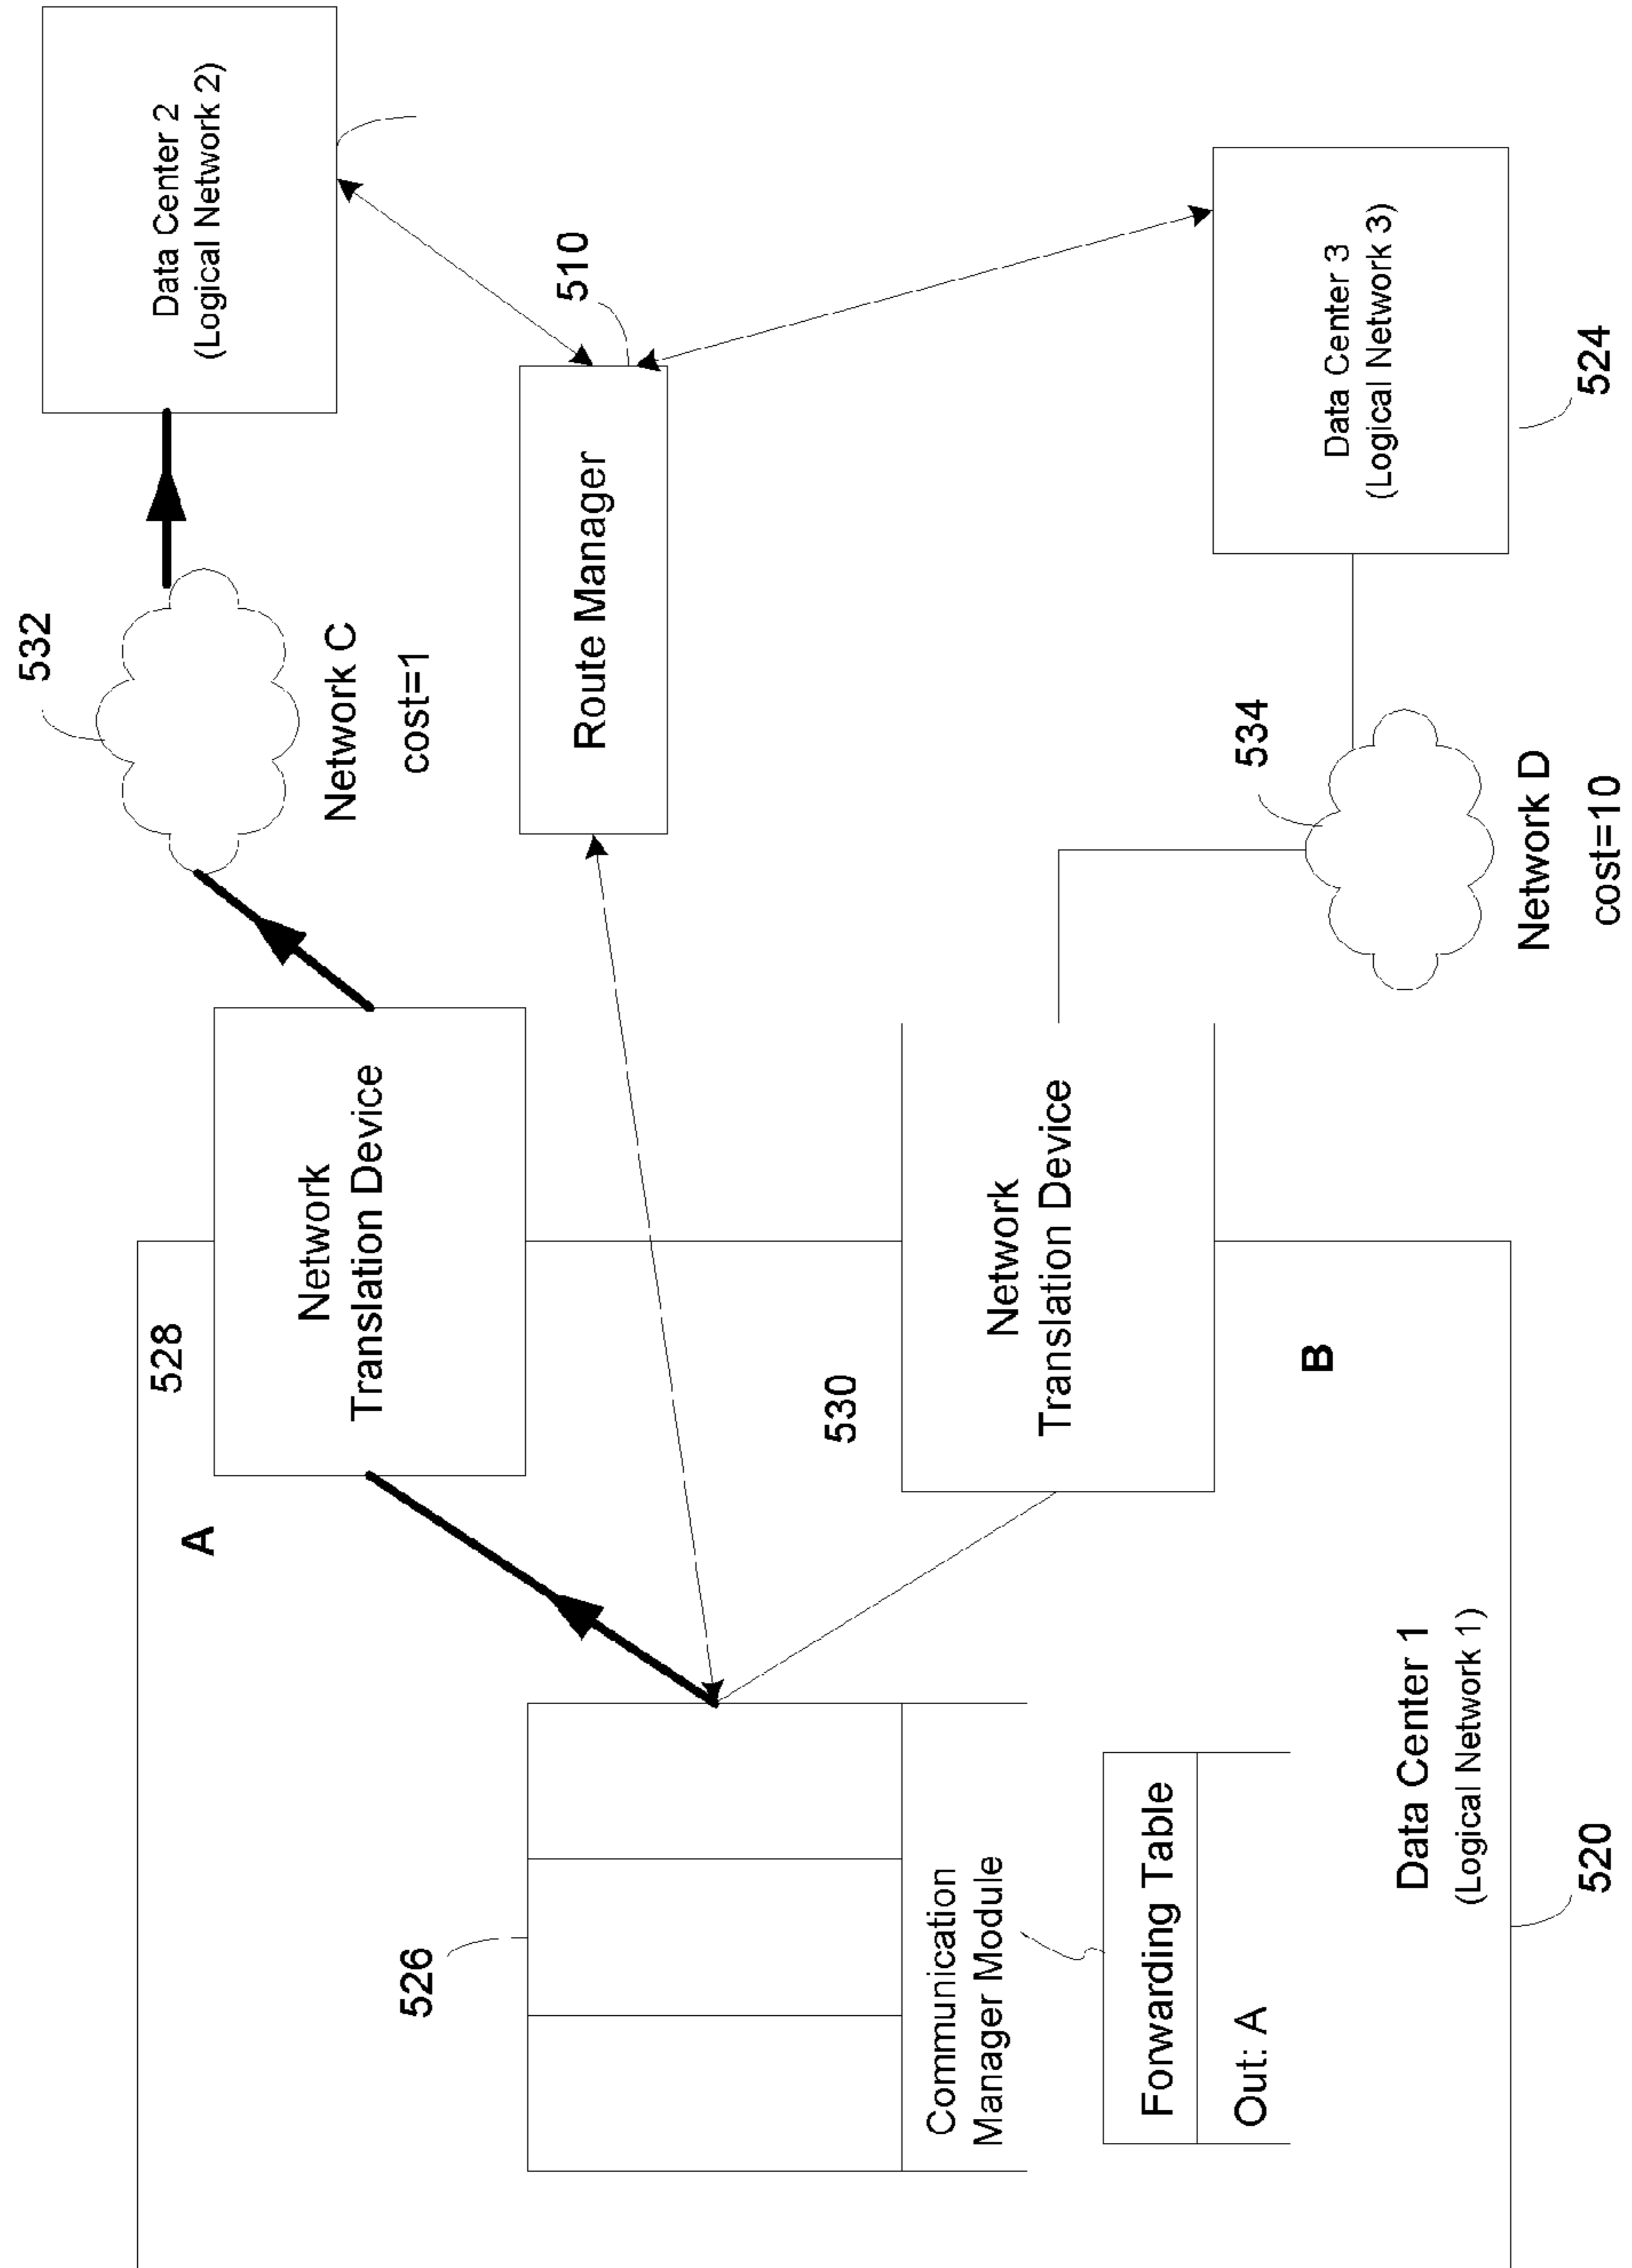 532
Network C
cost=1
Data Center 2
(Logical Network 2)
528
A
Network
Translation Device
526
510
Route Manager
Communication
Manager Module
530
Network
Translation Device
534
Network D
cost=10
Forwarding Table
Out: A
B
Data Center 3
(Logical Network 3)
524
Data Center 1
(Logical Network 1)
520